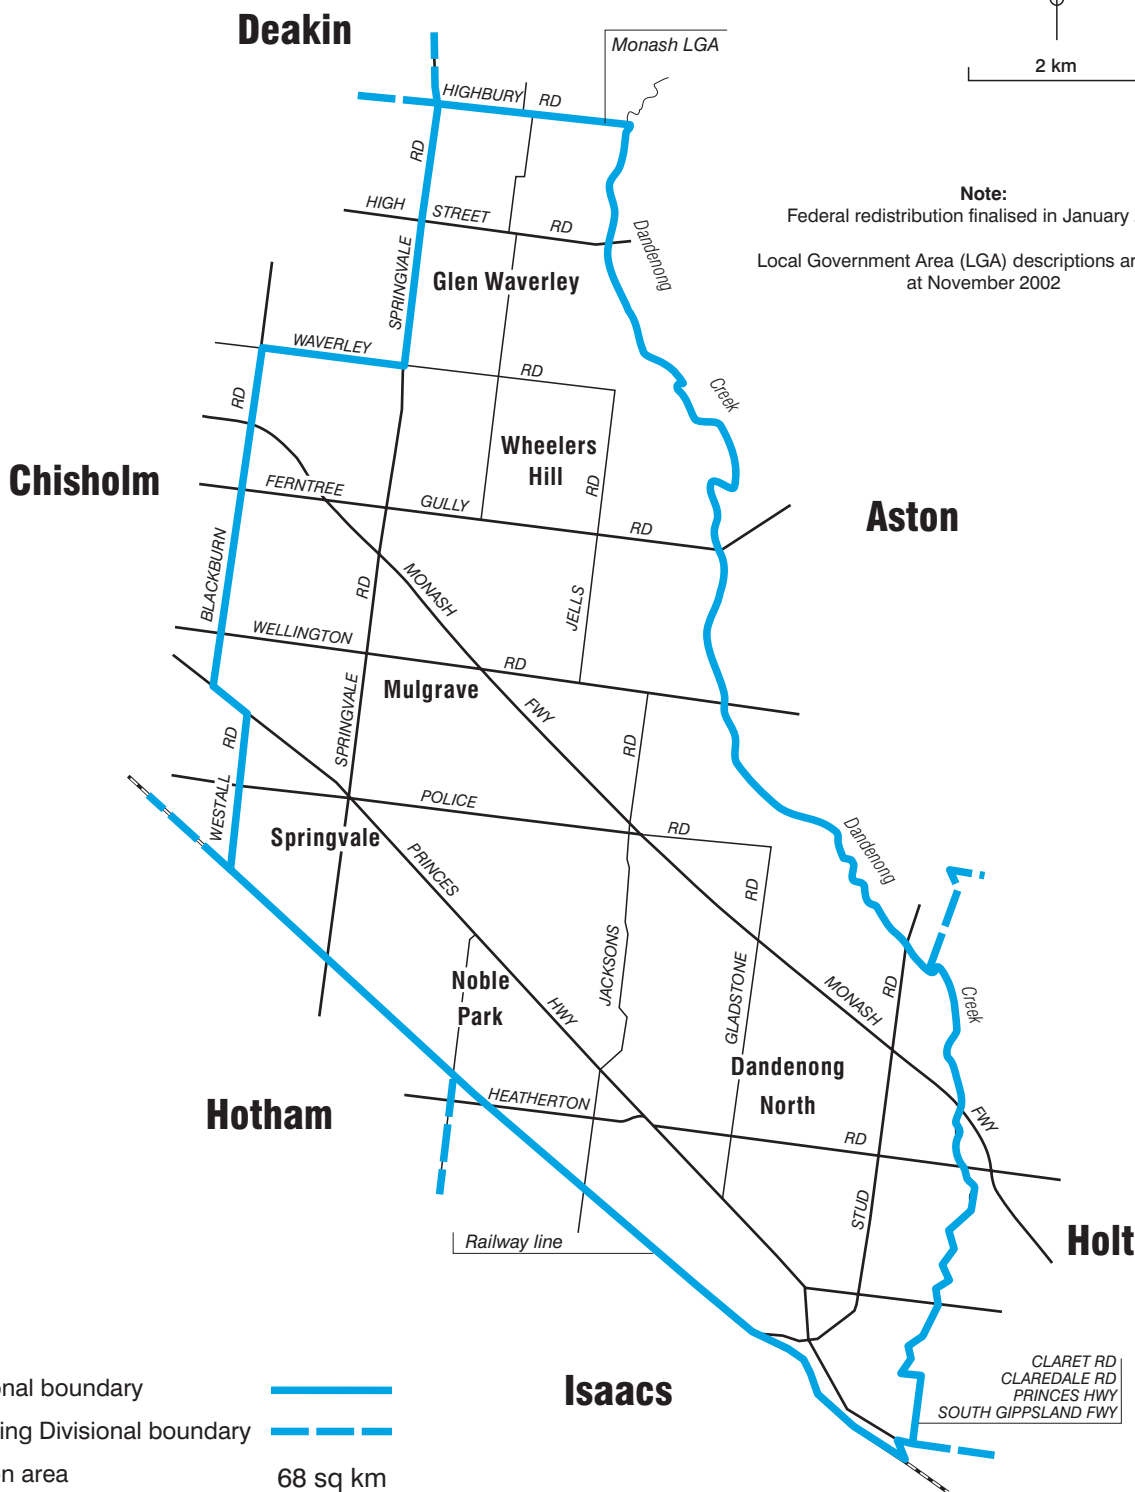 Deakin
Monash LGA
2 km
HIGHBURY RD
RD
Note:
Federal redistribution finalised in January
HIGH STREET RD
Dandenong
Local Government Area (LGA) descriptions
at November 2002
SPRINGVALE
Glen Waverley
WAVERLEY
RD
Creek
RD
Wheelers
Hill
Chisholm
FERNTREE GULLY RD
RD
Aston
BLACKBURN
RD
MONASH
JELLS
WELLINGTON RD
Mulgrave
SPRINGVALE
FWY
RD
RD
WESTALL
POLICE RD
Dandenong
Springvale
PRINCES
RD
JACKSONS
GLADSTONE
Noble
Park
HWY
MONASH
RD
Creek
Dandenong
North
Hotham
HEATHERTON RD
FWY
STUD
Railway line
Holt
Isaacs
CLARET RD
CLAREDALE RD
PRINCES HWY
SOUTH GIPPSLAND FWY
boundary
Divisional boundary
area
68 sq km